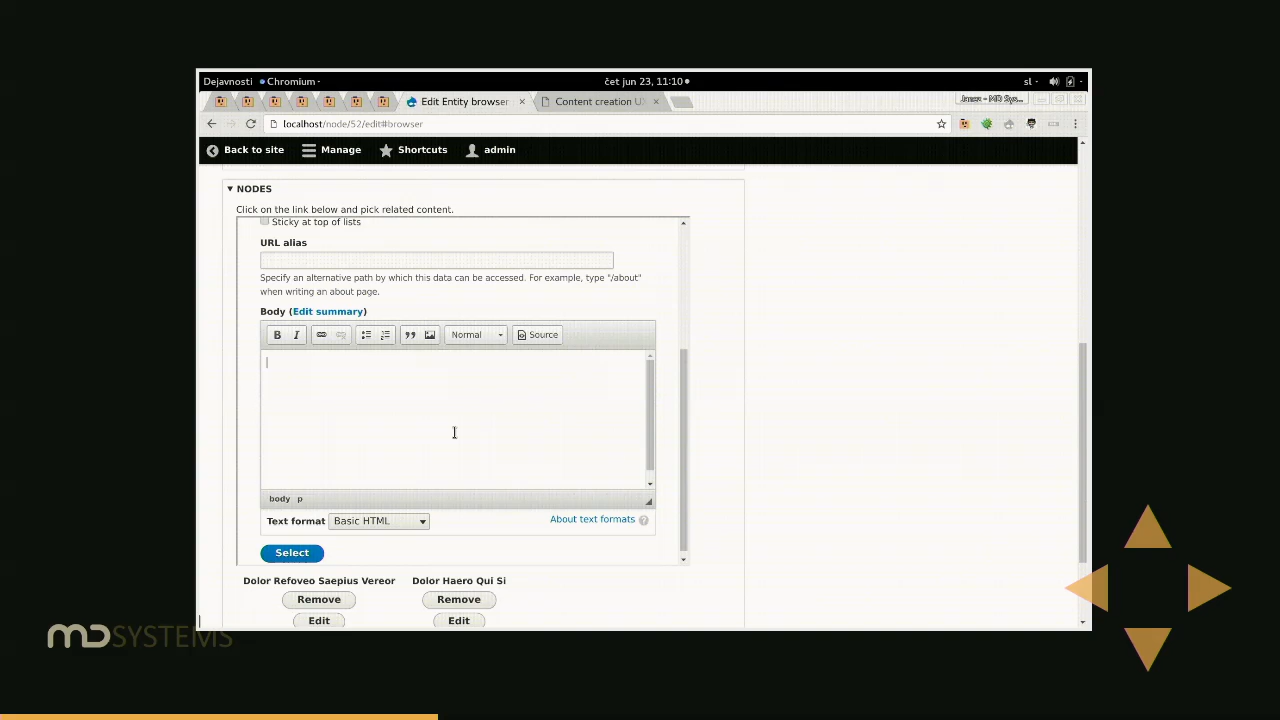 Dejavnosti Chromium čet jun 23, 11:10 sl
Edit Entity browser Content creation UX
localhost/node/52/edit#browser
Back to site Manage Shortcuts admin
NODES
Click on the link below and pick related content.
Sticky at top of lists
URL alias
Specify an alternative path by which this data can be accessed. For example, type "/about"
when writing an about page.
Body (Edit summary)
B I Normal Source
body p
Text format Basic HTML About text formats ?
Select
Dolor Refoveo Saepius Vereor Dolor Haero Qui Si
Remove Remove
Edit Edit
MD SYSTEMS